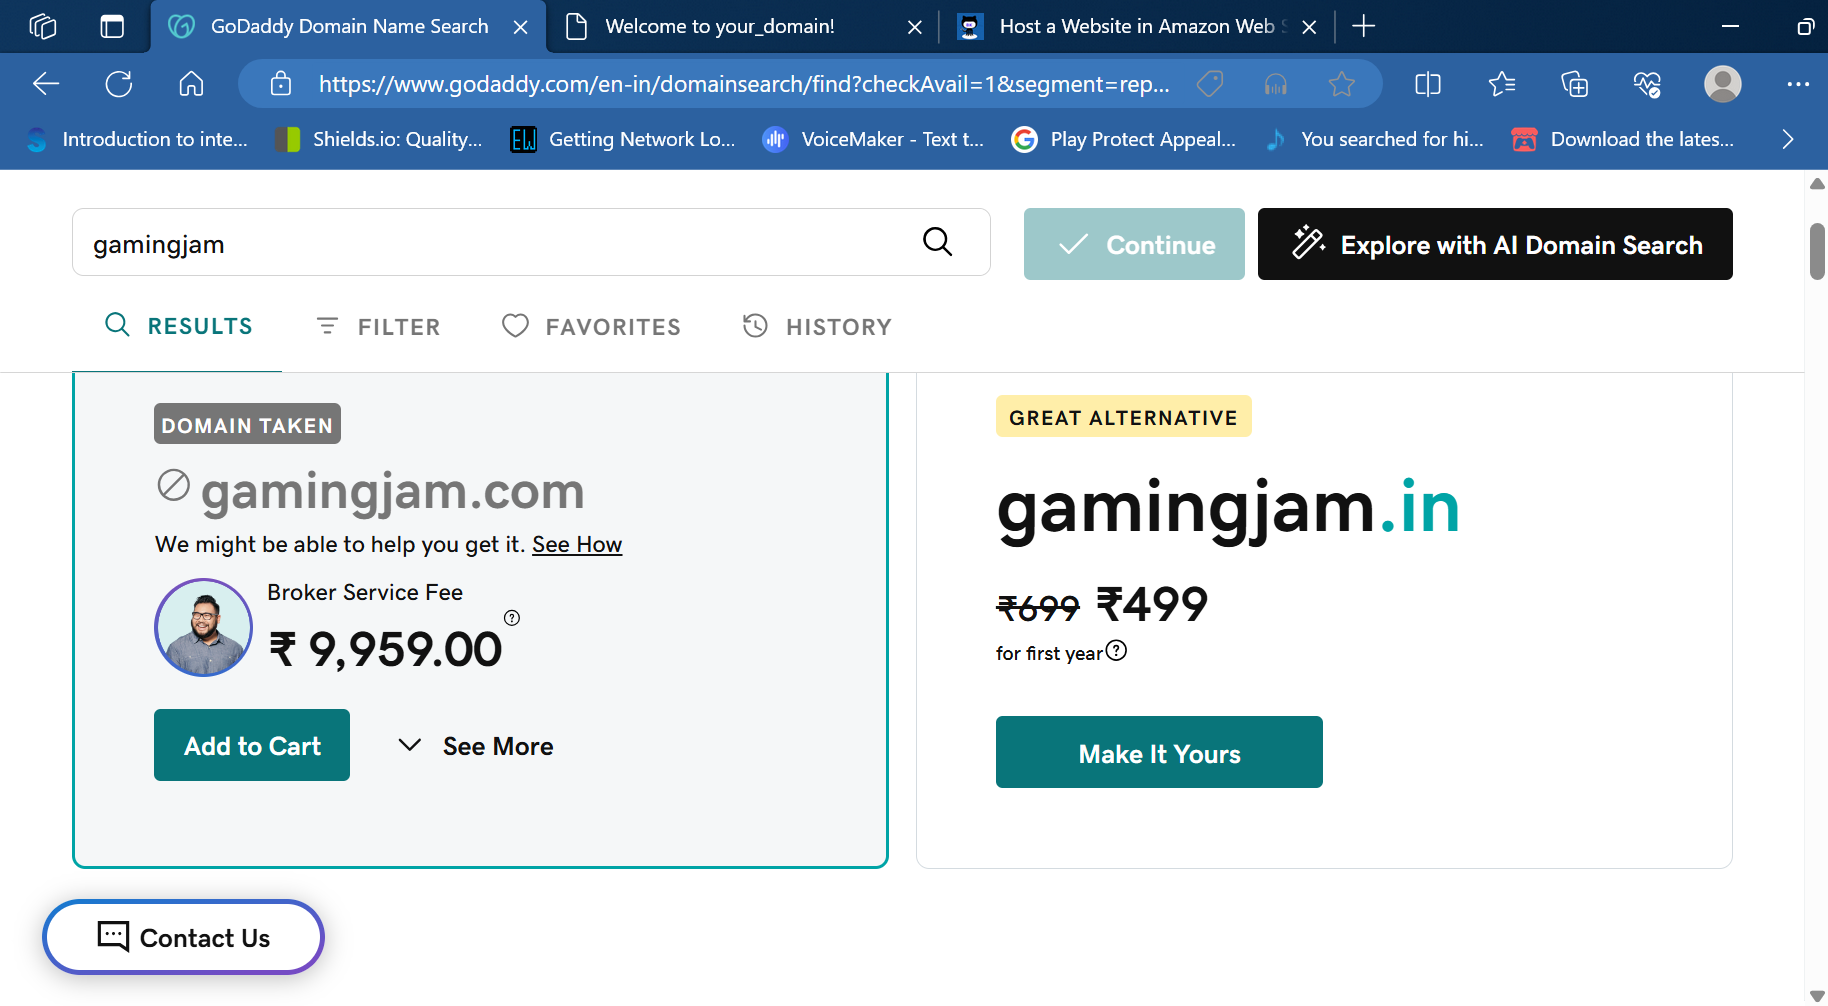 GoDaddy Domain Name Search
Welcome to your_domain!
Host a Website in Amazon Web S
https://www.godaddy.com/en-in/domainsearch/find?checkAvail=1&segment=rep...
Introduction to inte...
Shields.io: Quality...
EW
Getting Network Lo...
VoiceMaker - Text t...
Play Protect Appeal...
You searched for hi...
Download the lates...
gamingjam
Continue
Explore with AI Domain Search
RESULTS
FILTER
FAVORITES
HISTORY
DOMAIN TAKEN
gamingjam.com
We might be able to help you get it. See How
Broker Service Fee
₹ 9,959.00
Add to Cart
See More
GREAT ALTERNATIVE
gamingjam.in
₹699 ₹499
for first year
Make It Yours
Contact Us